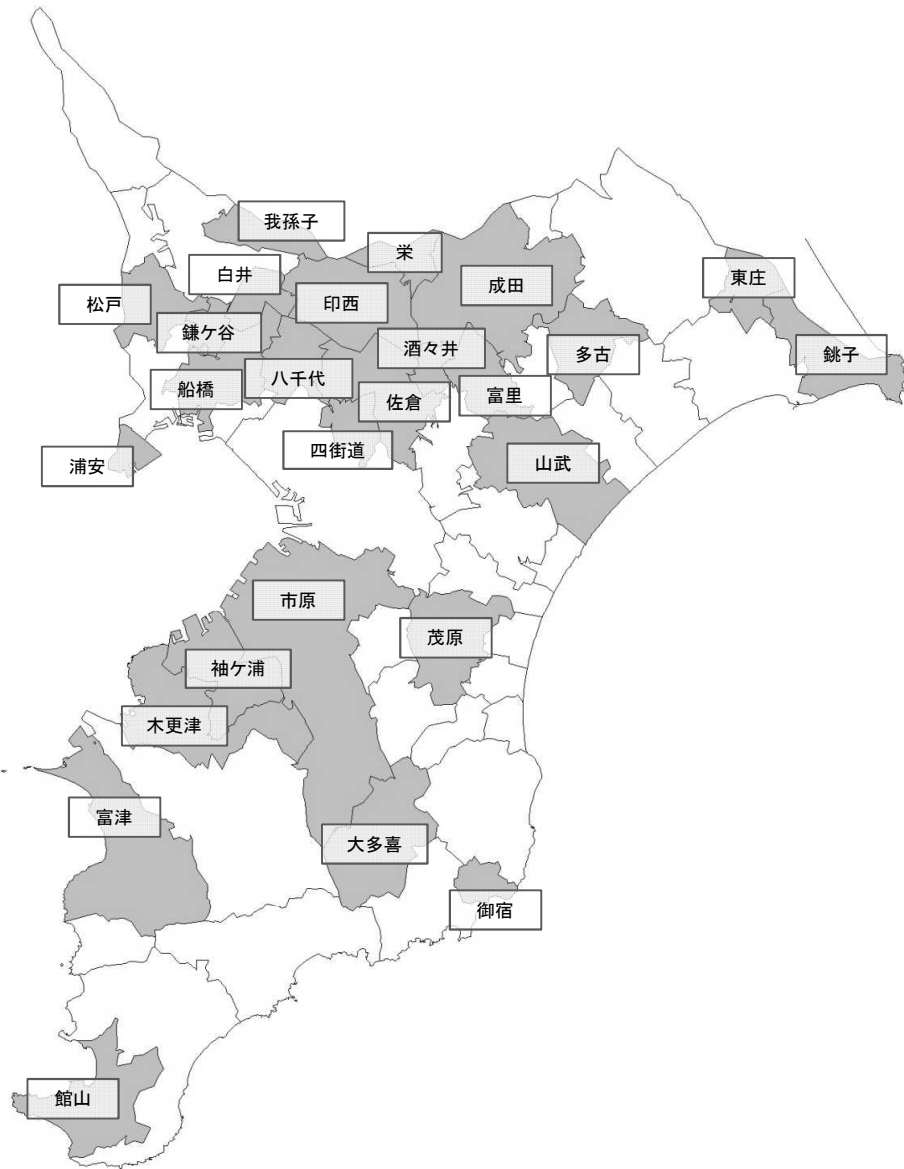 我孫子
栄
白井
成田
東庄
松戸
印西
鎌ケ谷
酒々井
多古
銚子
船橋
八千代
佐倉
富里
四街道
浦安
山武
市原
茂原
袖ケ浦
木更津
富津
大多喜
御宿
館山